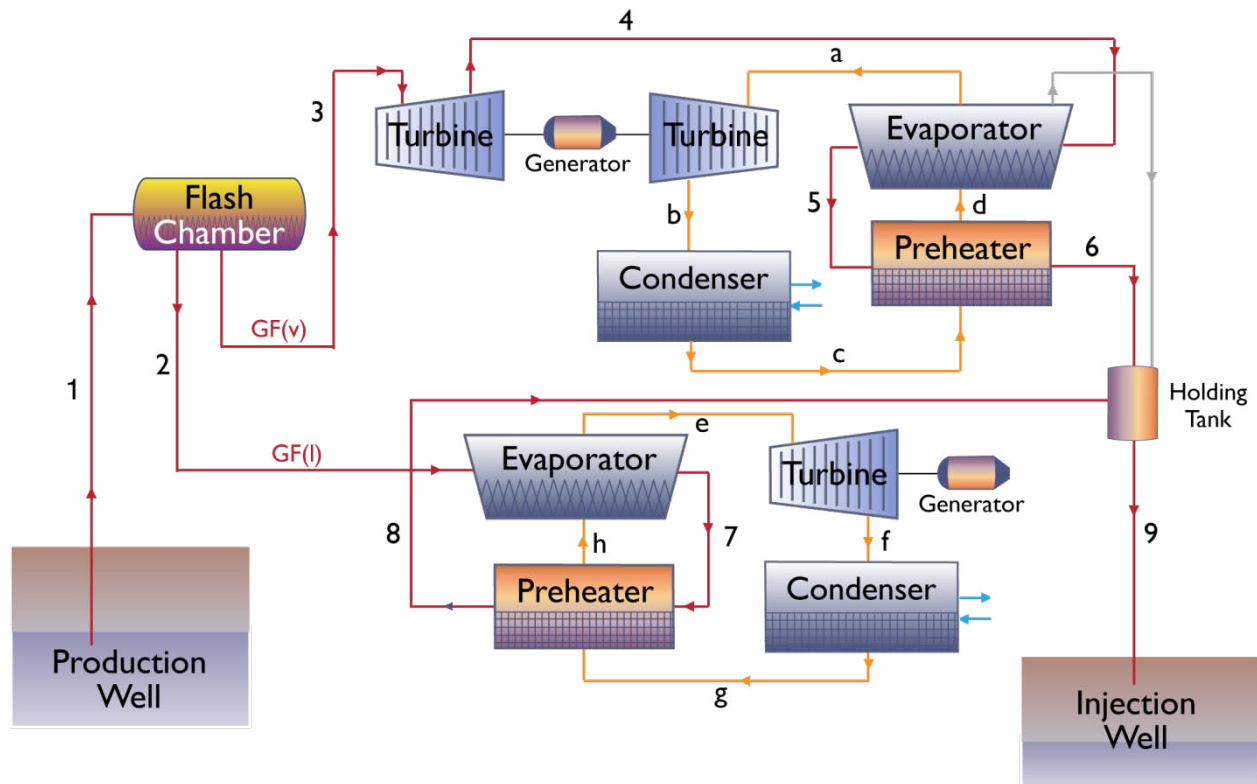 4
3
a
Turbine
Generator
Turbine
Evaporator
Flash
Chamber
b
5
d
Preheater
6
Condenser
GF(v)
2
1
c
Holding
Tank
e
GF(l)
Evaporator
Turbine
Generator
8
h
7
f
9
Preheater
Condenser
Production
Well
g
Injection
Well